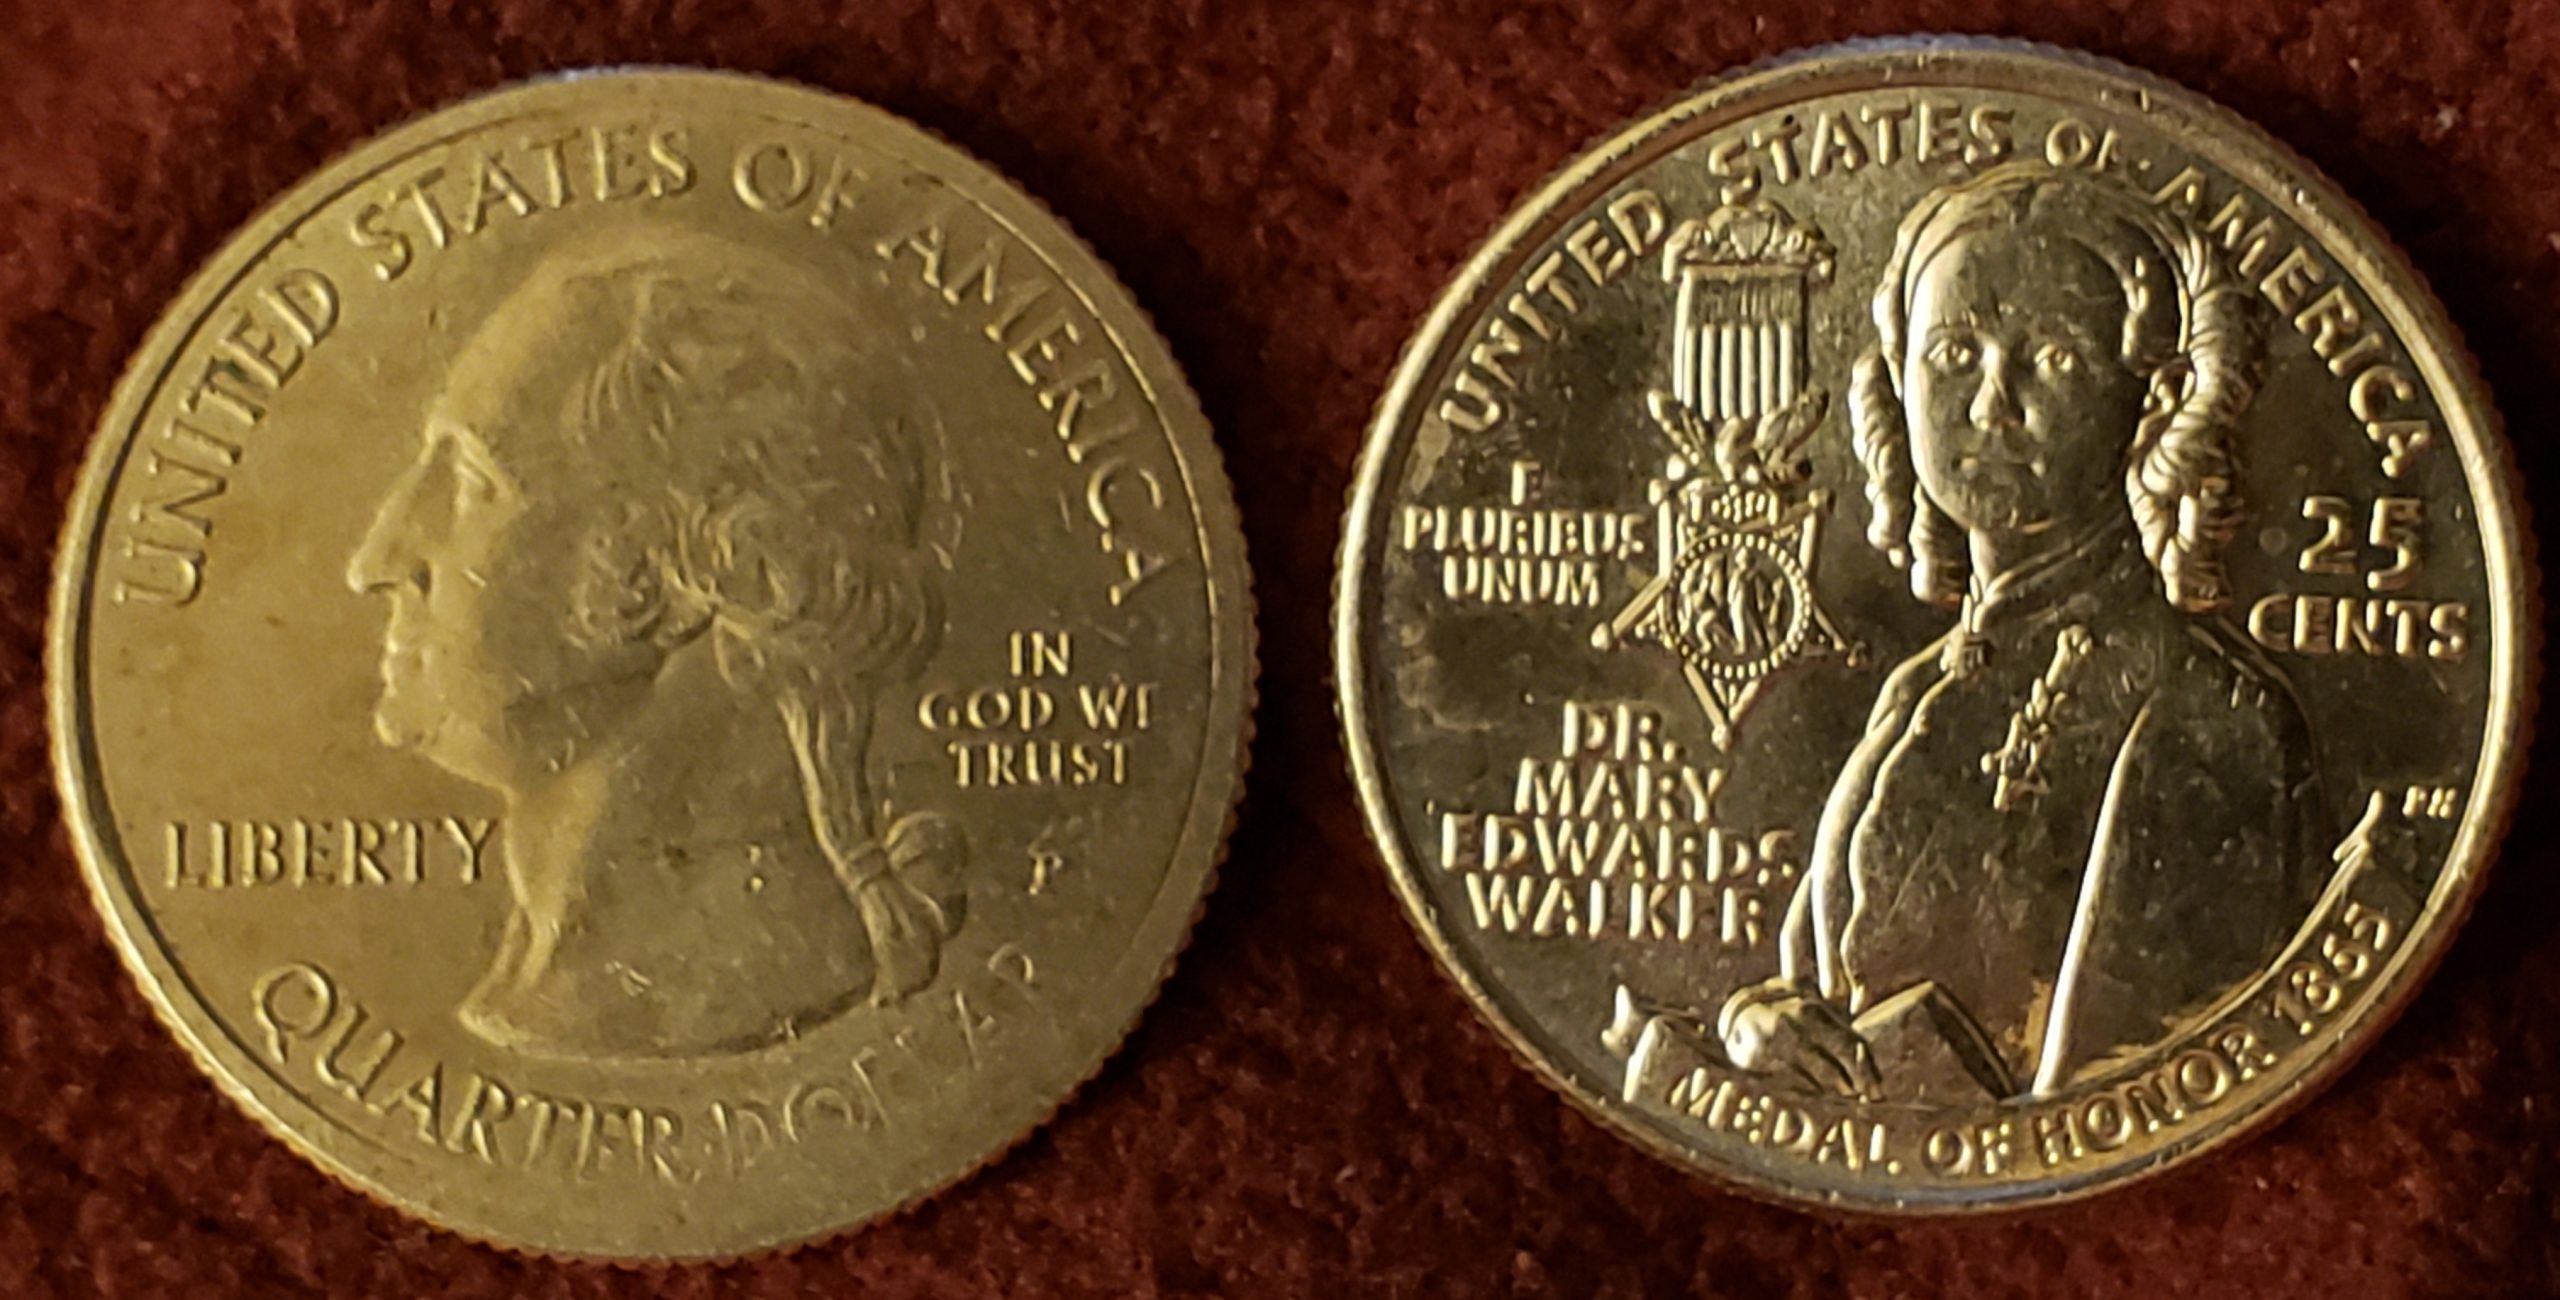 UNITED STATES OF AMERICA
IN
GOD WE
TRUST
LIBERTY
P
QUARTER DOLLAR
UNITED STATES OF AMERICA
E
PLURIBUS
UNUM
25
CENTS
DR.
MARY
EDWARDS
WALKER
PH
MEDAL OF HONOR 1865